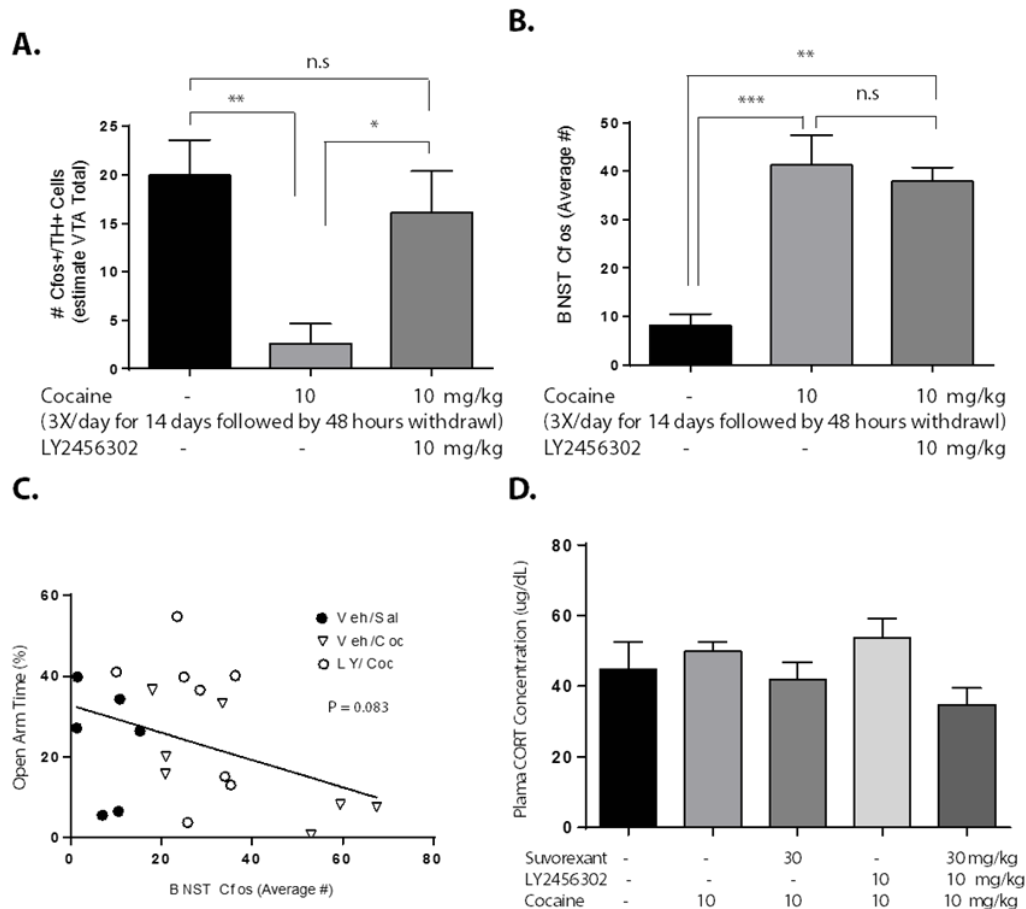 A.
n.s
**
*
# Cfos+/TH+ Cells
(estimate VTA Total)
25
20
15
10
5
0
Cocaine - 10 10 mg/kg
(3X/day for 14 days followed by 48 hours withdrawl)
LY2456302 - - 10 mg/kg
B.
**
***
n.s
BNST Cfos (Average #)
50
40
30
20
10
0
Cocaine - 10 10 mg/kg
(3X/day for 14 days followed by 48 hours withdrawl)
LY2456302 - - 10 mg/kg
C.
Open Arm Time (%)
60
40
20
0
Veh/Sal
Veh/Coc
LY/Coc
P = 0.083
0 20 40 60 80
BNST Cfos (Average #)
D.
Plama CORT Concentration (ug/dL)
80
60
40
20
0
Suvorexant - - 30 - 30 mg/kg
LY2456302 - - - 10 10 mg/kg
Cocaine - 10 10 10 10 mg/kg